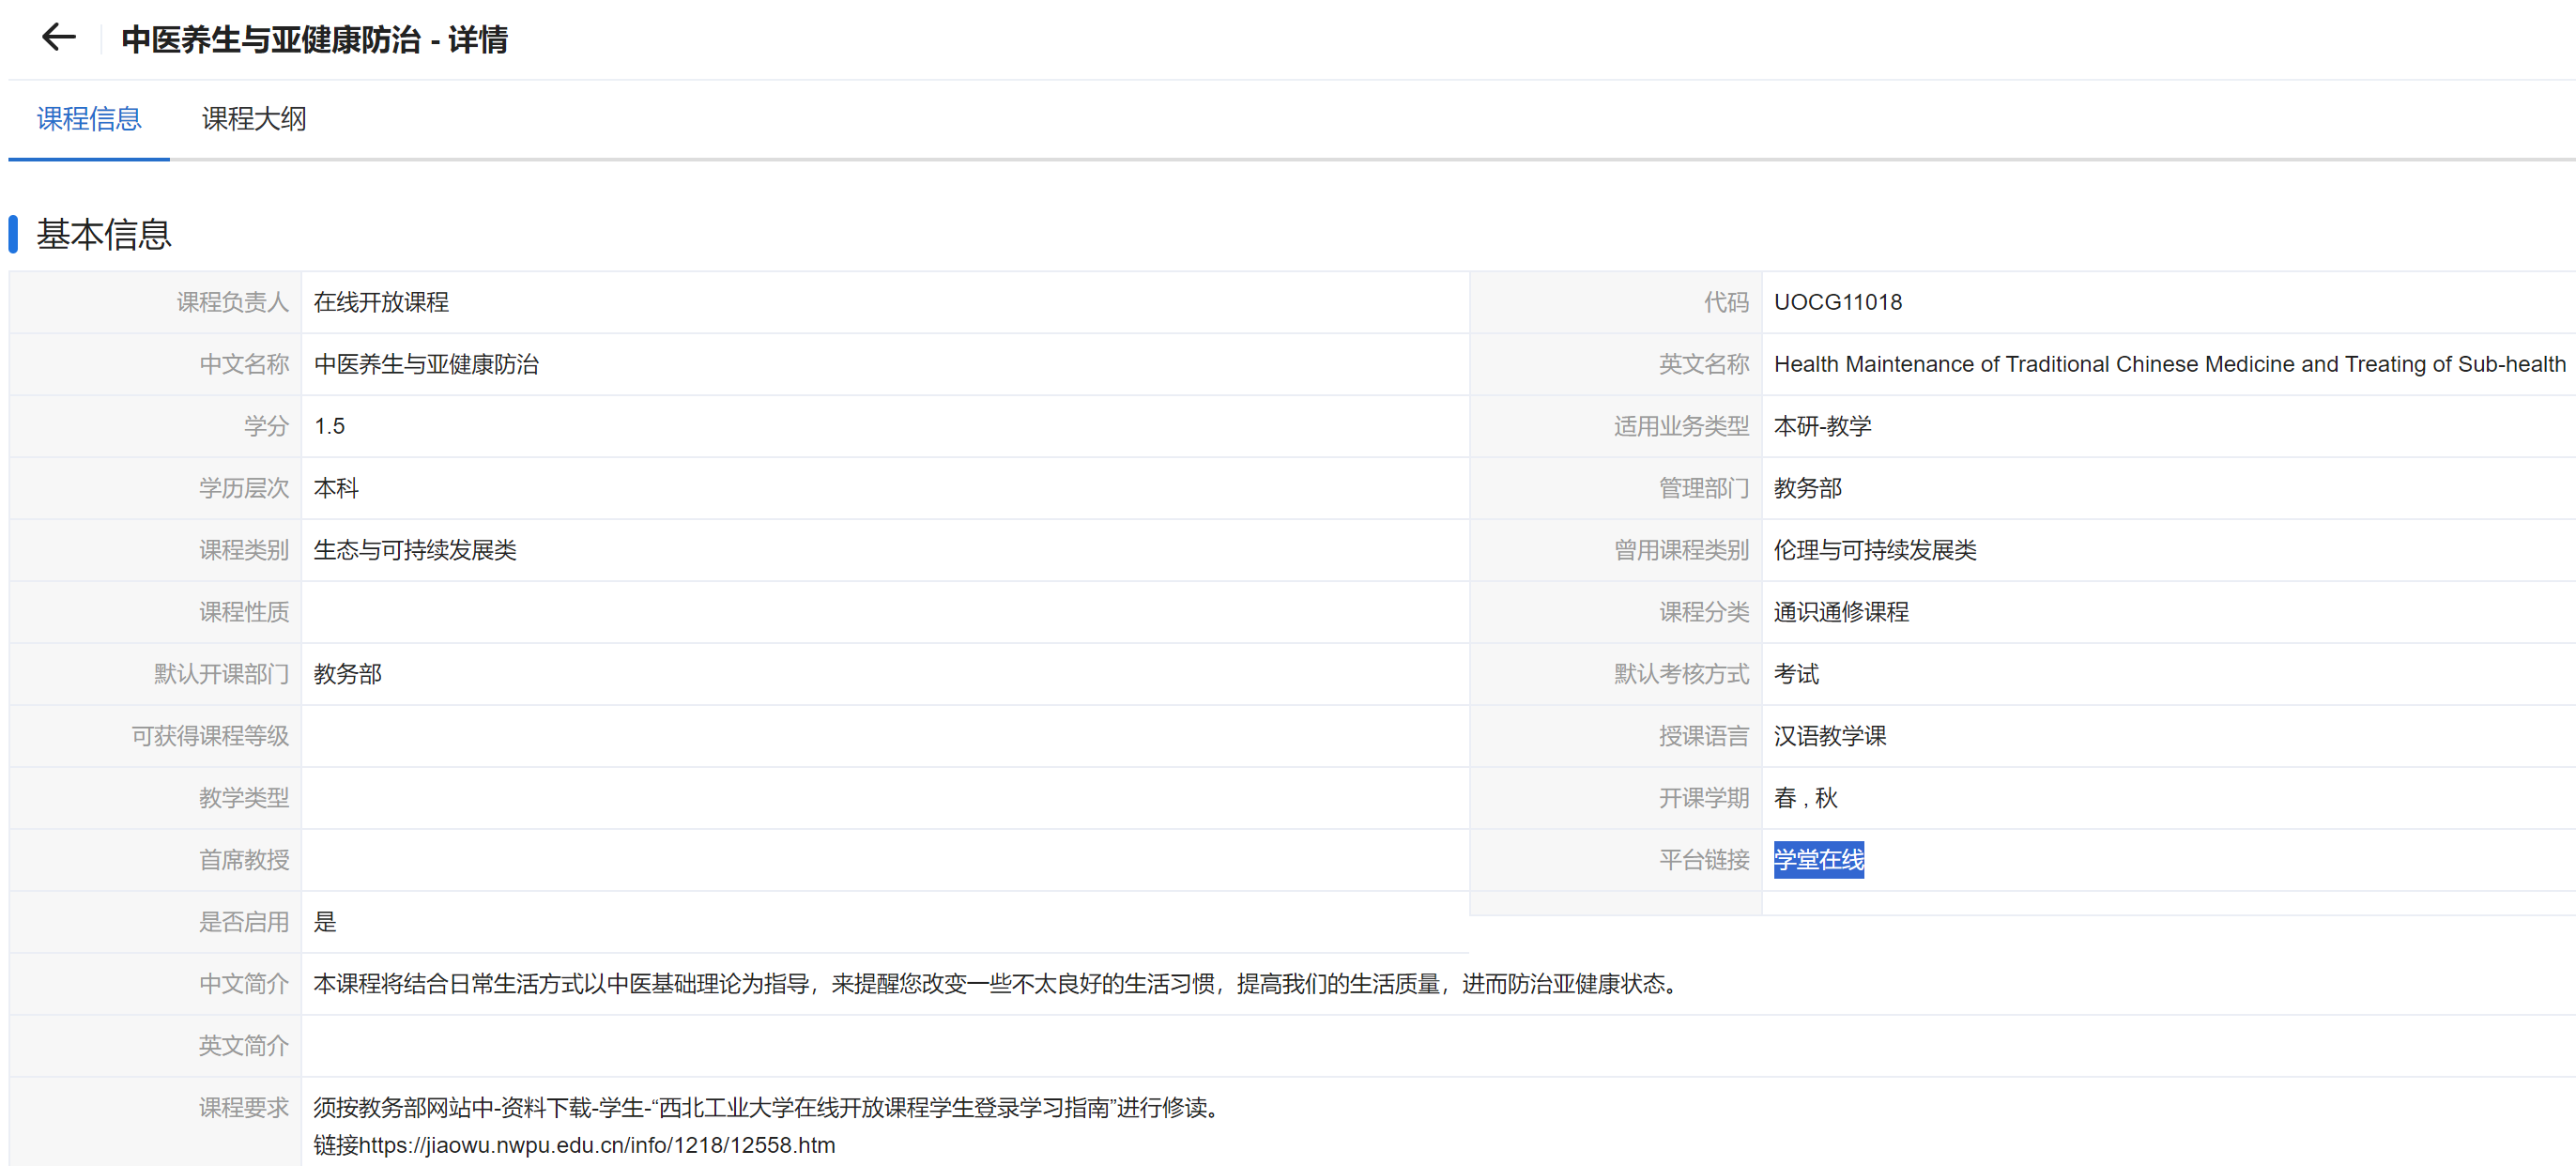 中医养生与亚健康防治 - 详情
课程信息 课程大纲
基本信息
课程负责人 在线开放课程 代码 UOCG11018
中文名称 中医养生与亚健康防治 英文名称 Health Maintenance of Traditional Chinese Medicine and Treating of Sub-health
学分 1.5 适用业务类型 本研-教学
学历层次 本科 管理部门 教务部
课程类别 生态与可持续发展类 曾用课程类别 伦理与可持续发展类
课程性质 课程分类 通识通修课程
默认开课部门 教务部 默认考核方式 考试
可获得课程等级 授课语言 汉语教学课
教学类型 开课学期 春 , 秋
首席教授 平台链接 学堂在线
是否启用 是
中文简介 本课程将结合日常生活方式以中医基础理论为指导，来提醒您改变一些不太良好的生活习惯，提高我们的生活质量，进而防治亚健康状态。
英文简介
课程要求 须按教务部网站中-资料下载-学生-“西北工业大学在线开放课程学生登录学习指南”进行修读。
链接https://jiaowu.nwpu.edu.cn/info/1218/12558.htm